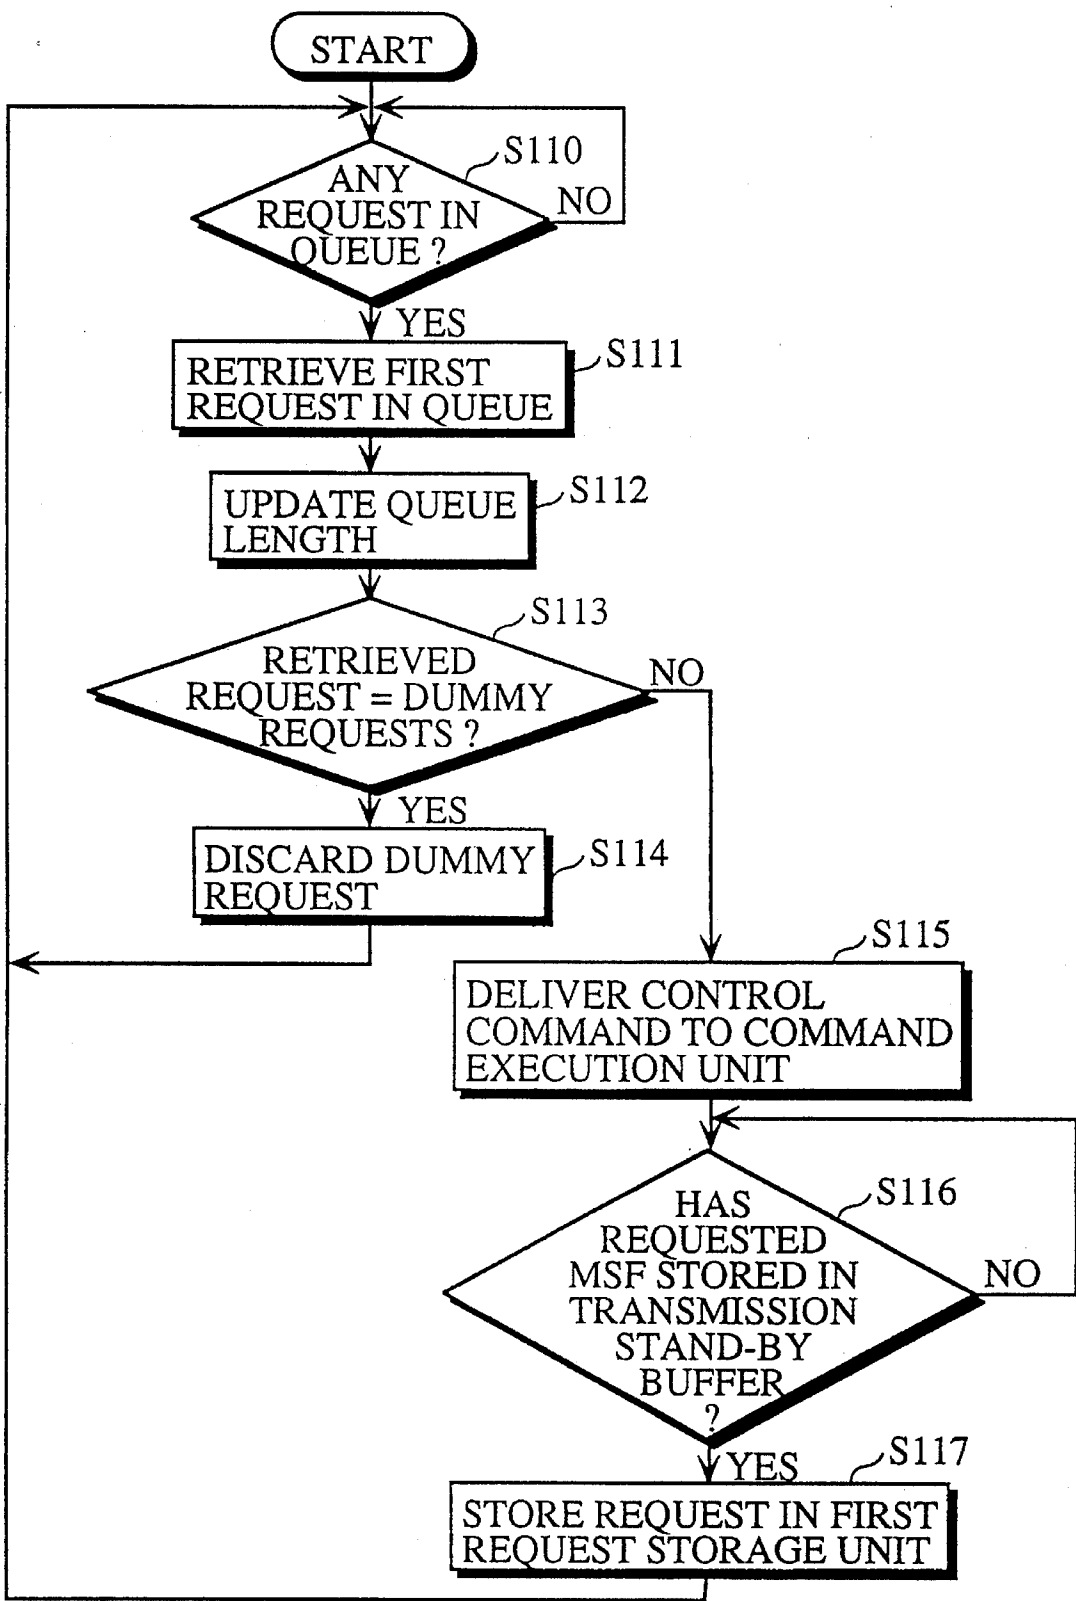 START
S110
ANY
REQUEST IN
QUEUE ?
NO
YES
S111
RETRIEVE FIRST
REQUEST IN QUEUE
S112
UPDATE QUEUE
LENGTH
S113
RETRIEVED
REQUEST = DUMMY
REQUESTS ?
NO
YES
S114
DISCARD DUMMY
REQUEST
S115
DELIVER CONTROL
COMMAND TO COMMAND
EXECUTION UNIT
S116
HAS
REQUESTED
MSF STORED IN
TRANSMISSION
STAND-BY
BUFFER
?
NO
YES
S117
STORE REQUEST IN FIRST
REQUEST STORAGE UNIT